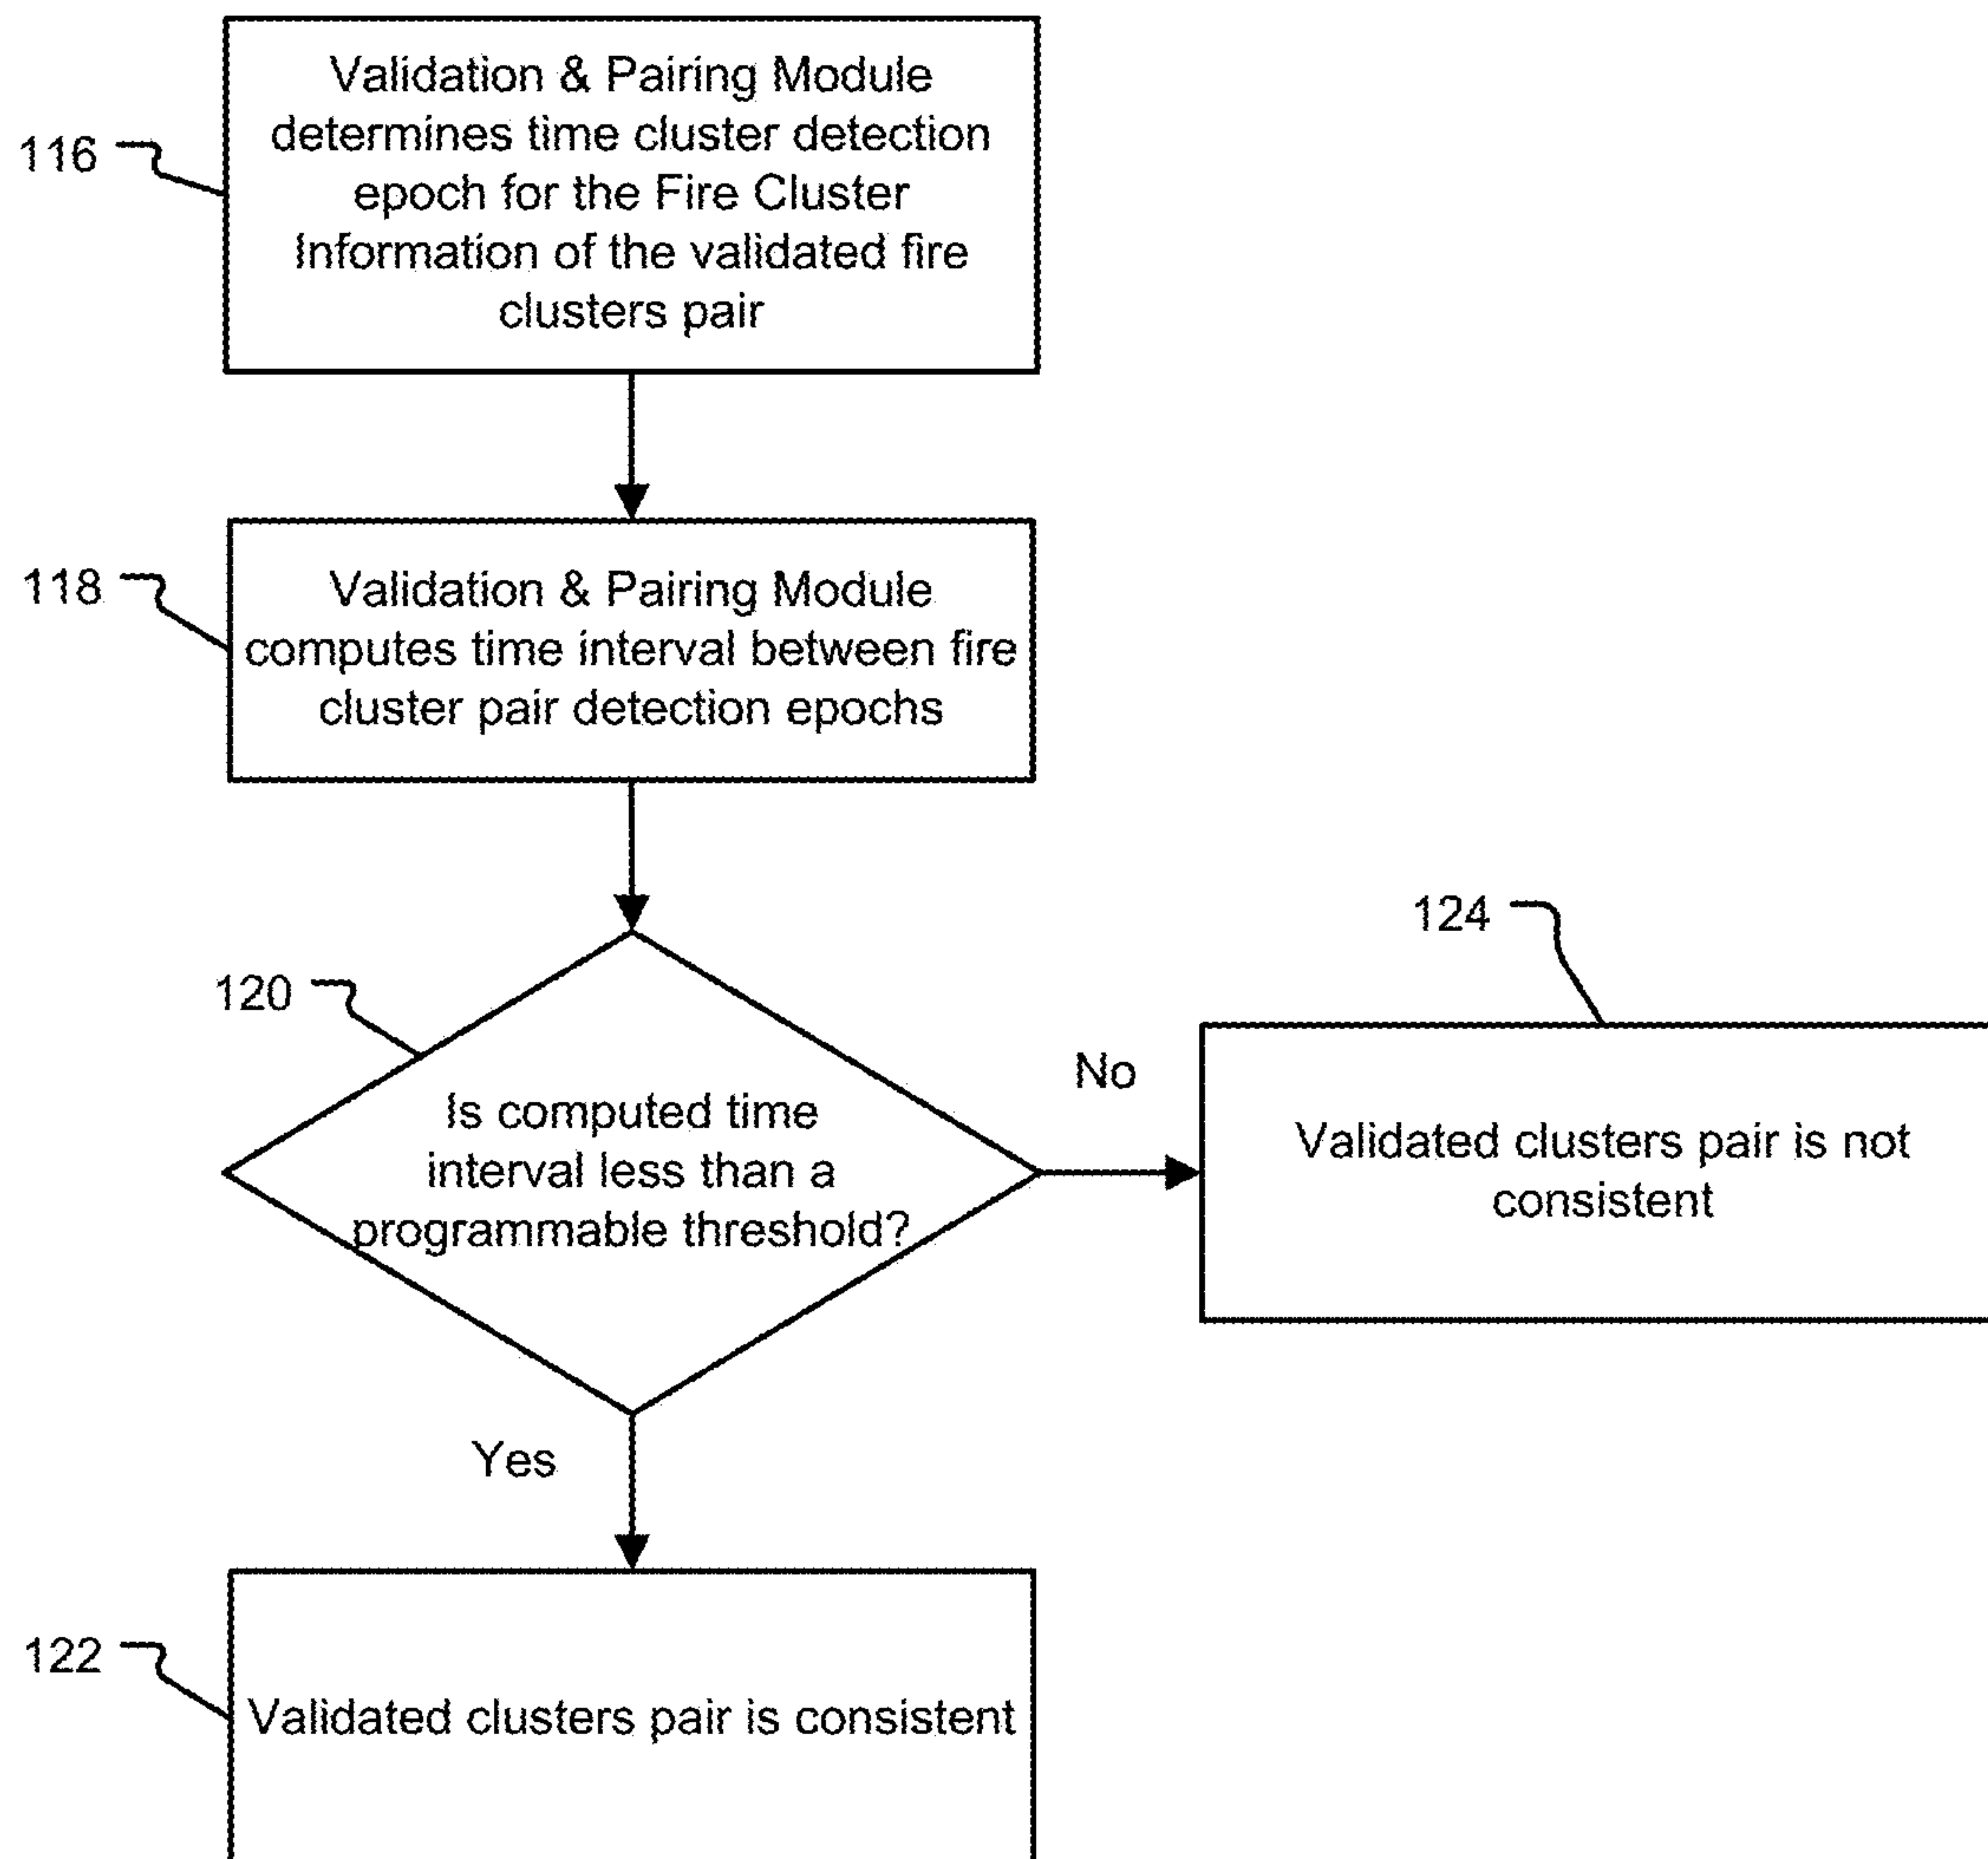 116
Validation & Pairing Module
determines time cluster detection
epoch for the Fire Cluster
Information of the validated fire
clusters pair
118
Validation & Pairing Module
computes time interval between fire
cluster pair detection epochs
120
Is computed time
interval less than a
programmable threshold?
No
124
Validated clusters pair is not
consistent
Yes
122
Validated clusters pair is consistent